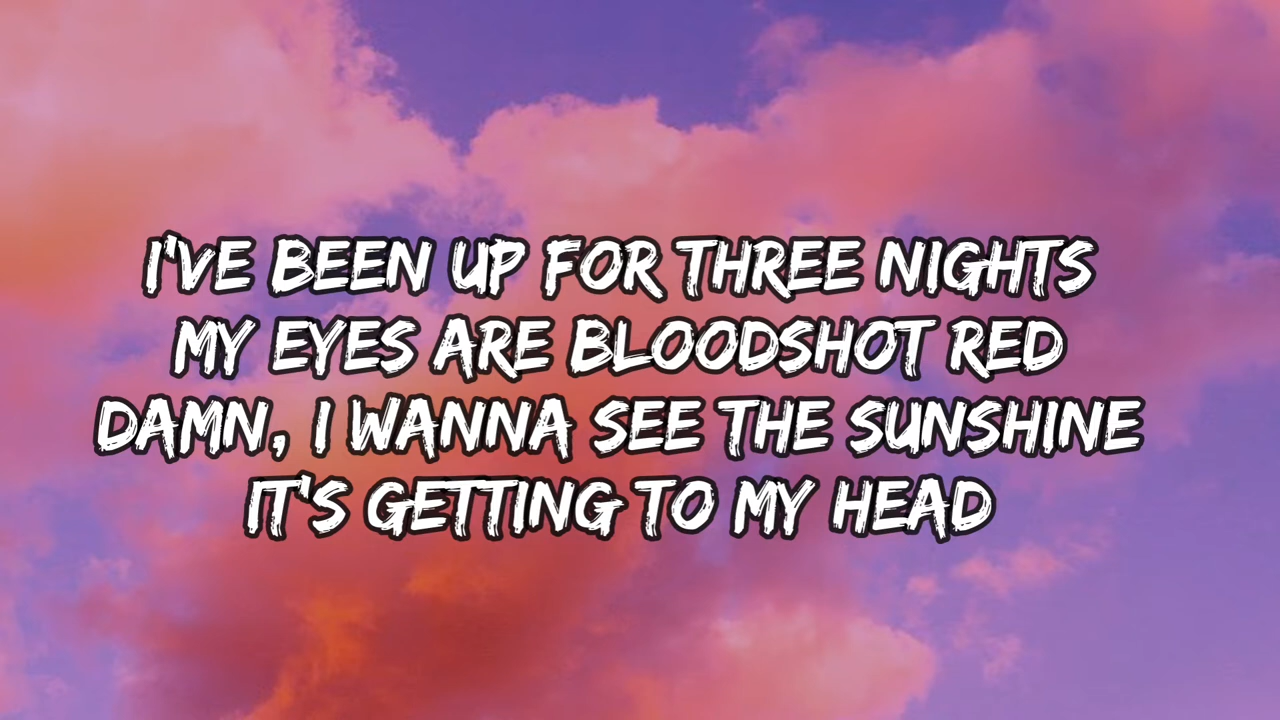 I'VE BEEN UP FOR THREE NIGHTS
MY EYES ARE BLOODSHOT RED
DAMN, I WANNA SEE THE SUNSHINE
IT'S GETTING TO MY HEAD